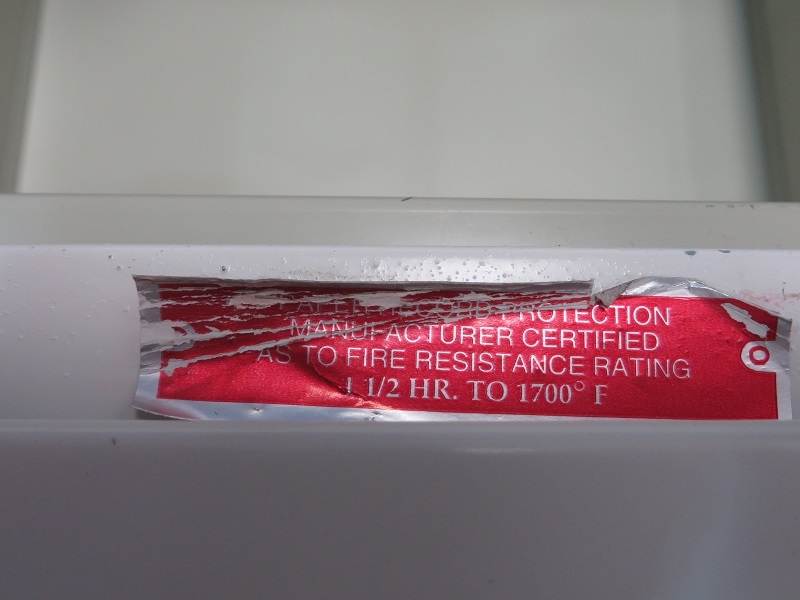 PROTECTION
MANUFACTURER CERTIFIED
AS TO FIRE RESISTANCE RATING
1 1/2 HR. TO 1700° F